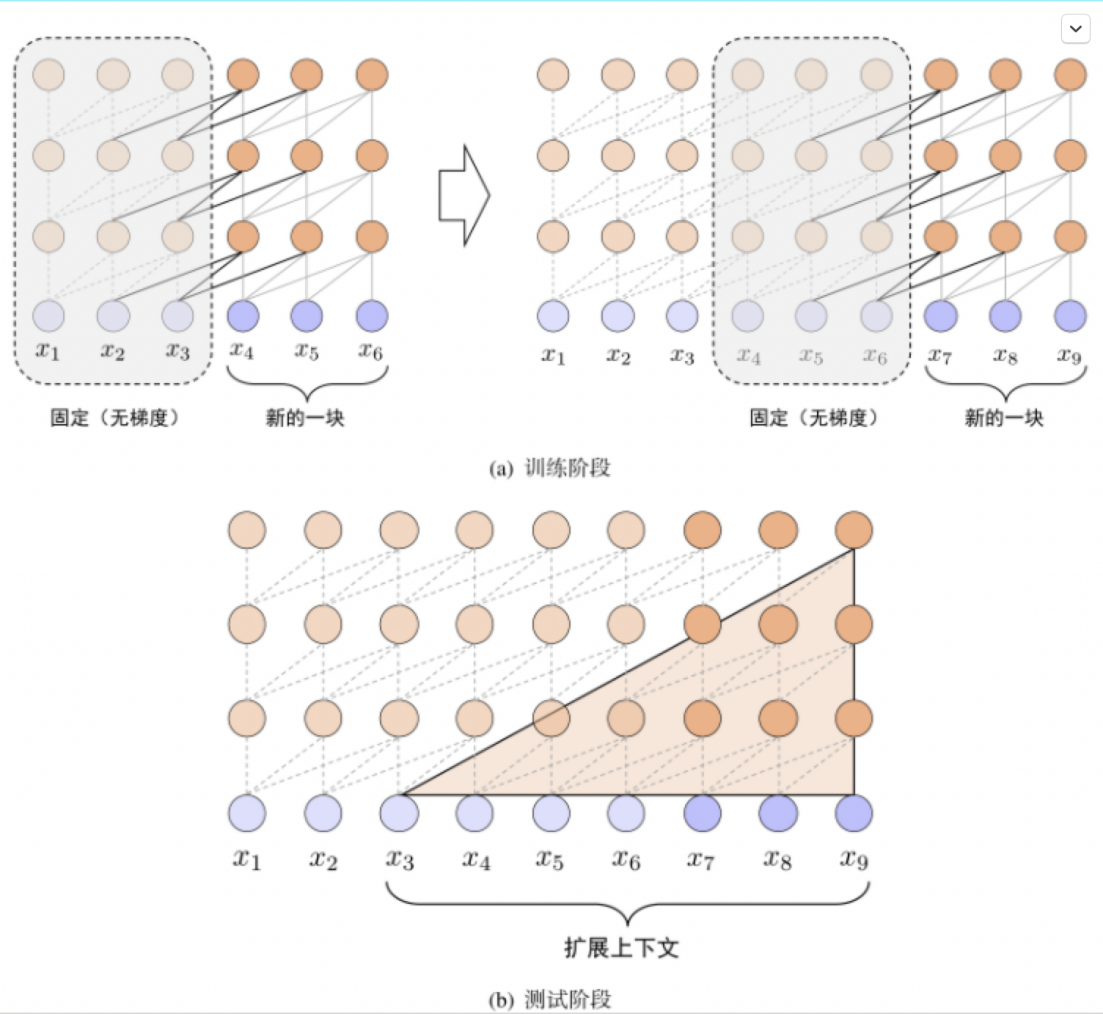 x₁ x₂ x₃ x₄ x₅ x₆ x₁ x₂ x₃ x₄ x₅ x₆ x₇ x₈ x₉
固定（无梯度） 新的一块 固定（无梯度） 新的一块
(a) 训练阶段
x₁ x₂ x₃ x₄ x₅ x₆ x₇ x₈ x₉
扩展上下文
(b) 测试阶段